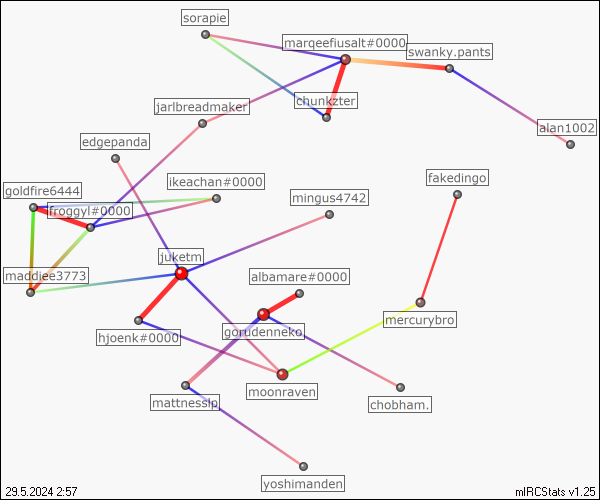 sorapie
marqeefiusalt#0000
swanky.pants
chunkzter
jarlbreadmaker
alan1002
edgepanda
fakedingo
ikeachan#0000
goldfire6444
mingus4742
froggyl#0000
juketm
maddiee3773
albamare#0000
mercurybro
gorudenneko
hjoenk#0000
moonraven
mattnesslp
chobham.
yoshimanden
29.5.2024 2:57
mIRCStats v1.25